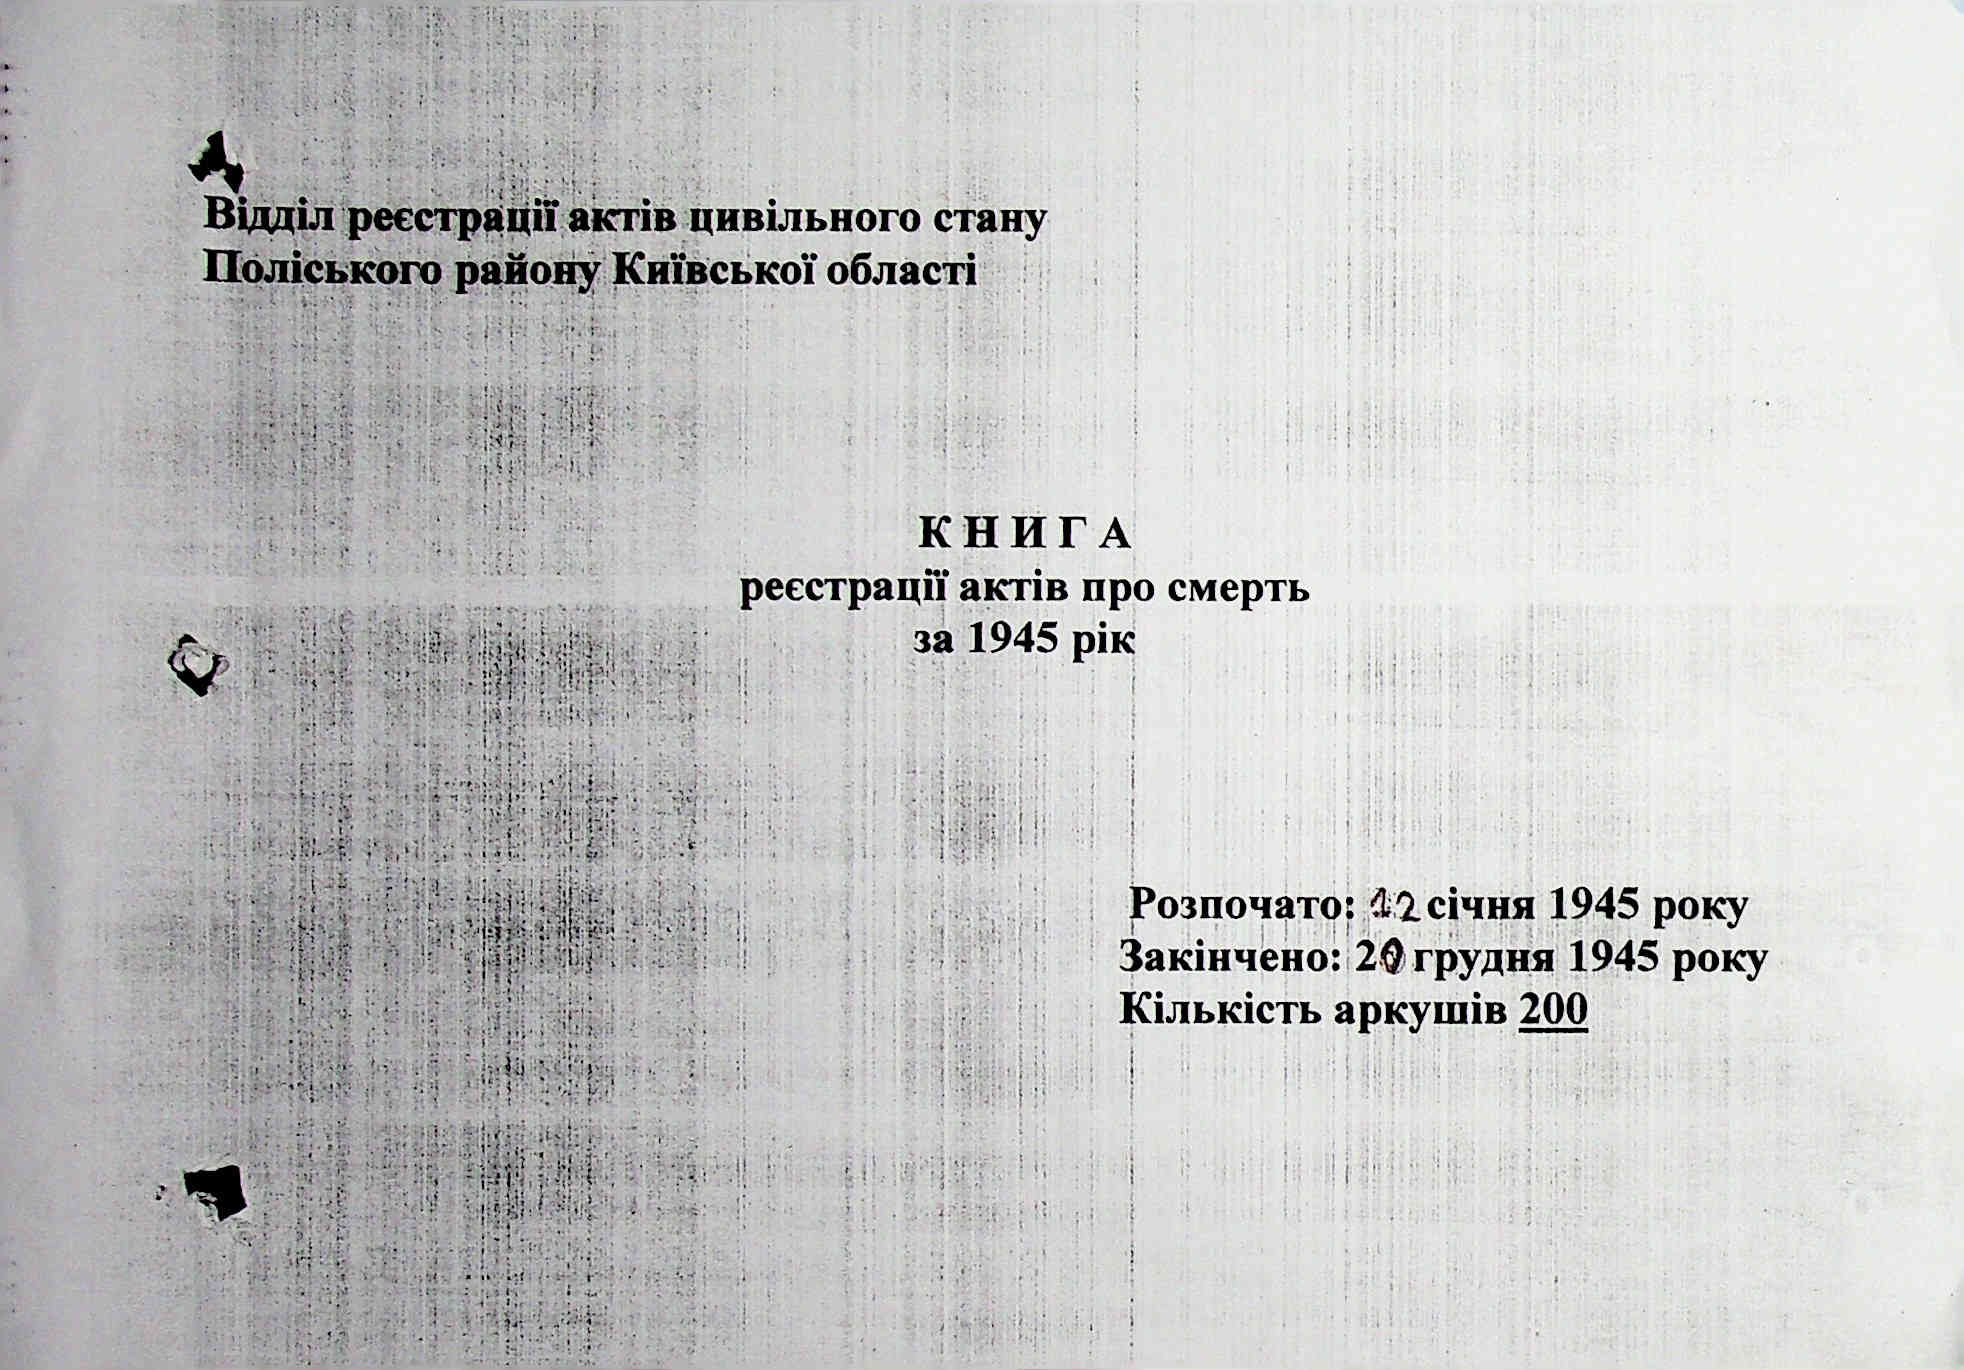 Відділ реєстрації актів цивільного стану
Поліського району Київської області
К Н И Г А
реєстрації актів про смерть
за 1945 рік
Розпочато: 12 січня 1945 року
Закінчено: 20 грудня 1945 року
Кількість аркушів 200